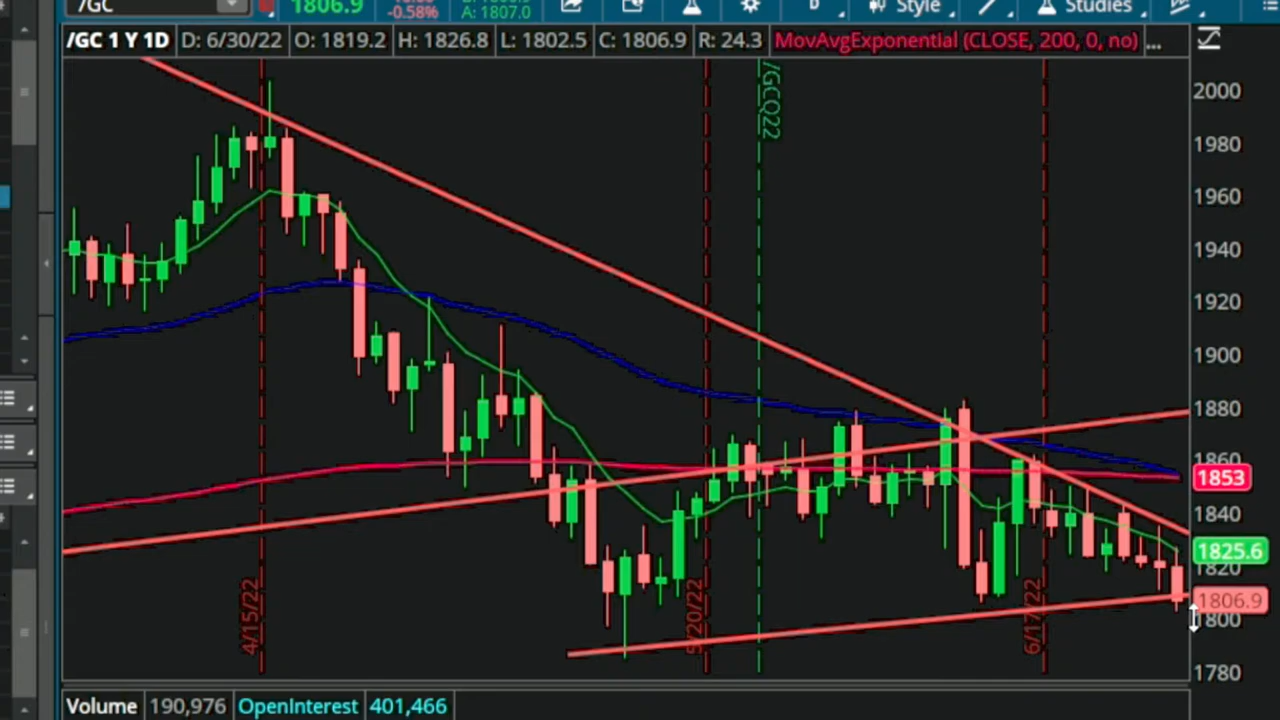 /GC
1806.9
-0.58%
A: 1807.0
Style
Studies
/GC 1 Y 1D D: 6/30/22 O: 1819.2 H: 1826.8 L: 1802.5 C: 1806.9 R: 24.3 MovAvgExponential (CLOSE, 200, 0, no) ...
/GCQ22
2000
1980
1960
1940
1920
1900
1880
1860
1853
1840
1825.6
1820
1806.9
1800
1780
4/15/22
5/20/22
6/17/22
Volume 190,976 OpenInterest 401,466